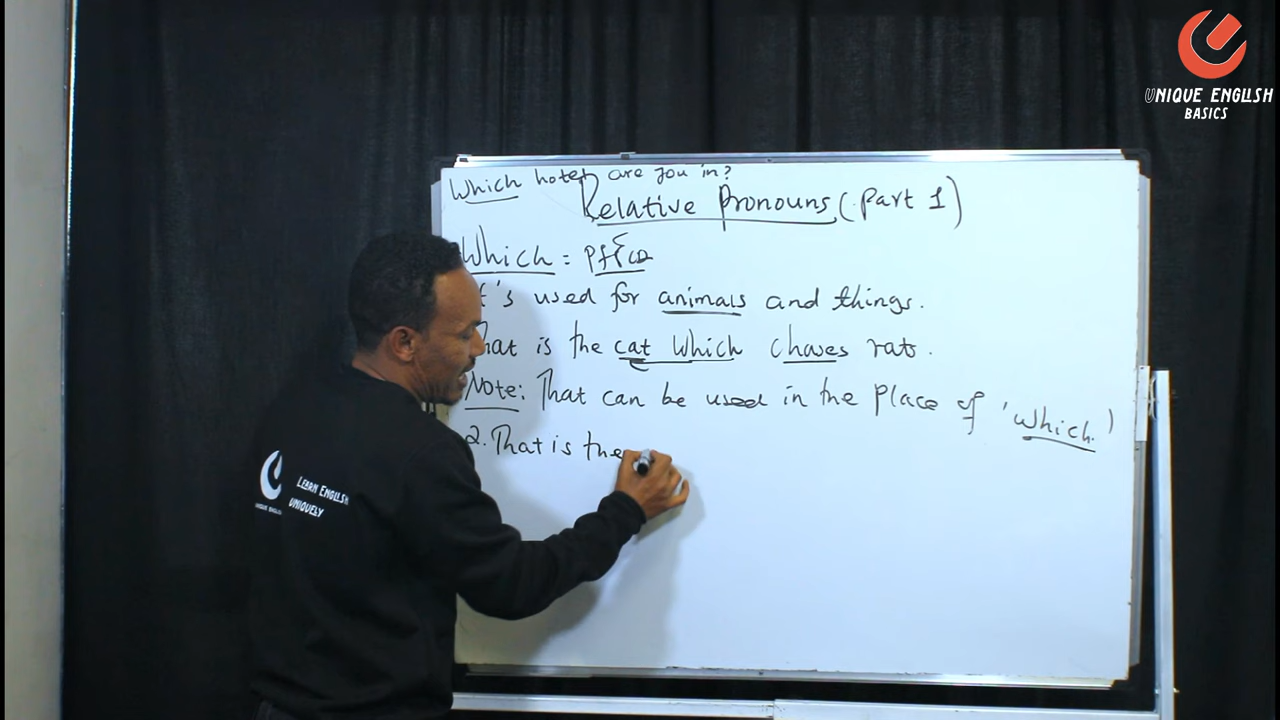 UNIQUE ENGLISH
BASICS
Which hotel are you in?
Relative Pronouns (Part 1)
Which =
It's used for animals and things.
That is the cat which chases rats.
Note: That can be used in the place of 'which'
2. That is the
LEARN ENGLISH
UNIQUELY